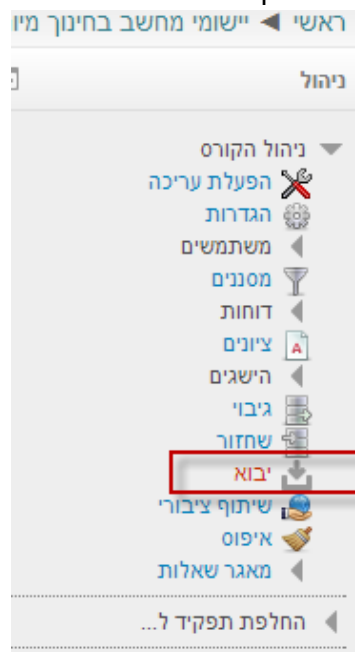 ראשי ◄ יישומי מחשב בחינוך מיו
ניהול
ניהול הקורס
הפעלת עריכה
הגדרות
משתמשים
מסננים
דוחות
ציונים
הישגים
גיבוי
שחזור
יבוא
שיתוף ציבורי
איפוס
מאגר שאלות
החלפת תפקיד ל...